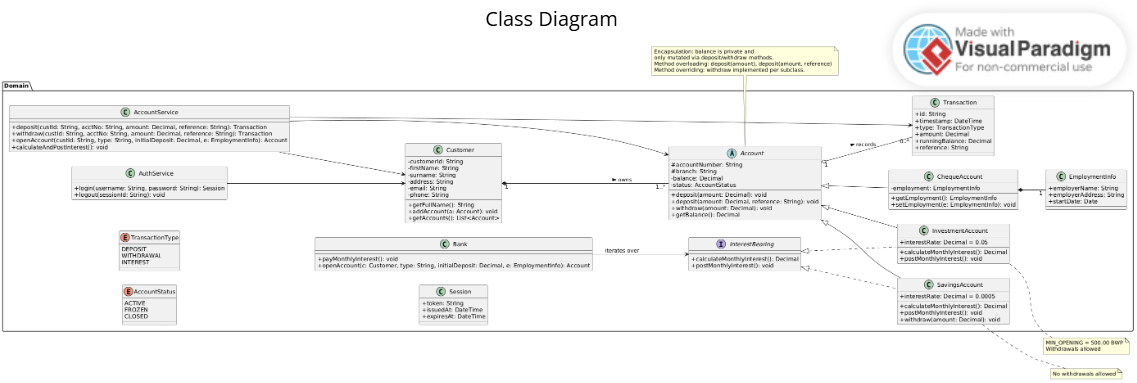 Class Diagram
Made with
VisualParadigm
For non-commercial use
Encapsulation: balance is private and
only mutated via deposit/withdraw methods.
Method overloading: deposit(amount), deposit(amount, reference)
Method overriding: withdraw implemented per subclass.
Domain
C AccountService
+deposit(custId: String, acctNo: String, amount: Decimal, reference: String): Transaction
+withdraw(custId: String, acctNo: String, amount: Decimal, reference: String): Transaction
+openAccount(custId: String, type: String, initialDeposit: Decimal, e: EmploymentInfo): Account
+calculateAndPostInterest(): void
C Transaction
+id: String
+timestamp: DateTime
+type: TransactionType
+amount: Decimal
+runningBalance: Decimal
+reference: String
records
0..*
1
C Customer
-customerId: String
-firstName: String
-surname: String
-address: String
-email: String
-phone: String
+getFullName(): String
+addAccount(a: Account): void
+getAccounts(): List<Account>
1
owns
1..*
A Account
#accountNumber: String
#branch: String
-balance: Decimal
-status: AccountStatus
+deposit(amount: Decimal): void
+deposit(amount: Decimal, reference: String): void
+withdraw(amount: Decimal): void
+getBalance(): Decimal
C AuthService
+login(username: String, password: String): Session
+logout(sessionId: String): void
C ChequeAccount
-employment: EmploymentInfo
+getEmployment(): EmploymentInfo
+setEmployment(e: EmploymentInfo): void
1
C EmploymentInfo
+employerName: String
+employerAddress: String
+startDate: Date
E TransactionType
DEPOSIT
WITHDRAWAL
INTEREST
C Bank
+payMonthlyInterest(): void
+openAccount(c: Customer, type: String, initialDeposit: Decimal, e: EmploymentInfo): Account
iterates over
I InterestBearing
+calculateMonthlyInterest(): Decimal
+postMonthlyInterest(): void
C InvestmentAccount
+interestRate: Decimal = 0.05
+calculateMonthlyInterest(): Decimal
+postMonthlyInterest(): void
E AccountStatus
ACTIVE
FROZEN
CLOSED
C Session
+token: String
+issuedAt: DateTime
+expiresAt: DateTime
C SavingsAccount
+interestRate: Decimal = 0.0005
+calculateMonthlyInterest(): Decimal
+postMonthlyInterest(): void
+withdraw(amount: Decimal): void
MIN_OPENING = 500.00 BWP
Withdrawals allowed
No withdrawals allowed